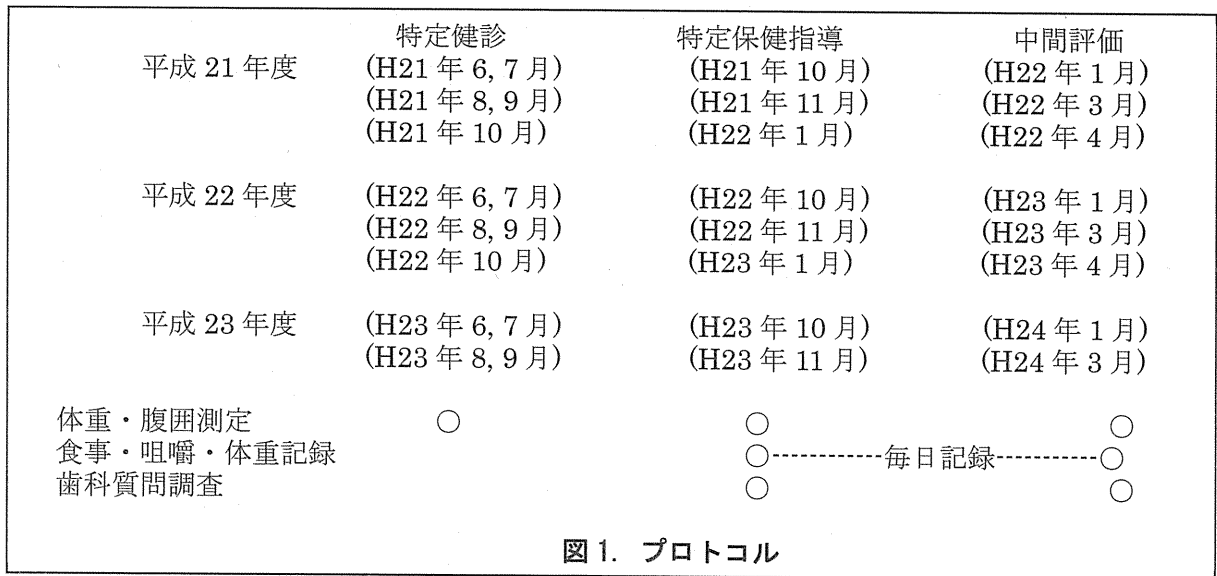 特定健診 特定保健指導 中間評価
平成 21 年度 (H21 年 6, 7 月) (H21 年 10 月) (H22 年 1 月)
(H21 年 8, 9 月) (H21 年 11 月) (H22 年 3 月)
(H21 年 10 月) (H22 年 1 月) (H22 年 4 月)
平成 22 年度 (H22 年 6, 7 月) (H22 年 10 月) (H23 年 1 月)
(H22 年 8, 9 月) (H22 年 11 月) (H23 年 3 月)
(H22 年 10 月) (H23 年 1 月) (H23 年 4 月)
平成 23 年度 (H23 年 6, 7 月) (H23 年 10 月) (H24 年 1 月)
(H23 年 8, 9 月) (H23 年 11 月) (H24 年 3 月)
体重・腹囲測定 ○ ○ ○
食事・咀嚼・体重記録 ○-----------毎日記録-----------○
歯科質問調査 ○ ○
図 1. プロトコル